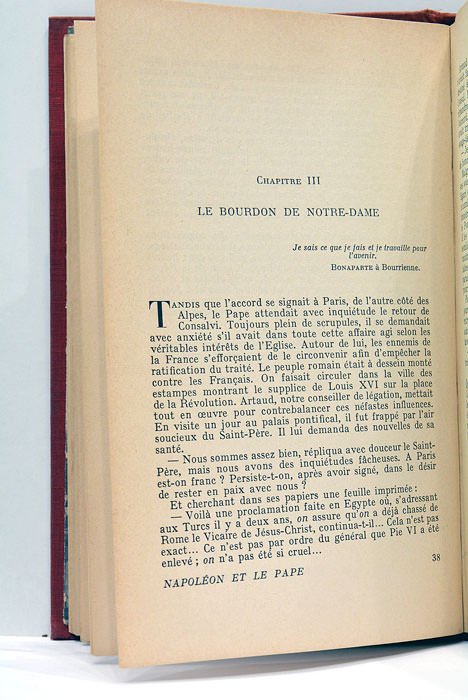 CHAPITRE III
LE BOURDON DE NOTRE-DAME
Je sais ce que je fais et je travaille pour
l'avenir.
BONAPARTE à Bourrienne.
TANDIS que l'accord se signait à Paris, de l'autre côté des
Alpes, le Pape attendait avec inquiétude le retour de
Consalvi. Toujours plein de scrupules, il se demandait
avec anxiété s'il avait dans toute cette affaire agi selon les
véritables intérêts de l'Eglise. Autour de lui, les ennemis de
la France s'efforçaient de le circonvenir afin d'empêcher la
ratification du traité. Le peuple romain était à dessein monté
contre les Français. On faisait circuler dans la ville des
estampes montrant le supplice de Louis XVI sur la place
de la Révolution. Artaud, notre conseiller de légation, mettait
tout en œuvre pour contrebalancer ces néfastes influences.
En visite un jour au palais pontifical, il fut frappé par l'air
soucieux du Saint-Père. Il lui demanda des nouvelles de sa
santé.
— Nous sommes assez bien, répliqua avec douceur le Saint-
Père, mais nous avons des inquiétudes fâcheuses. A Paris
est-on franc ? Persiste-t-on, après avoir signé, dans le désir
de rester en paix avec nous ?
Et cherchant dans ses papiers une feuille imprimée :
— Voilà une proclamation faite en Egypte où, s'adressant
aux Turcs il y a deux ans, on assure qu'on a déjà chassé de
Rome le Vicaire de Jésus-Christ, continua-t-il... Cela n'est pas
exact... Ce n'est pas par ordre du général que Pie VI a été
enlevé ; on n'a pas été si cruel...
38
NAPOLÉON ET LE PAPE